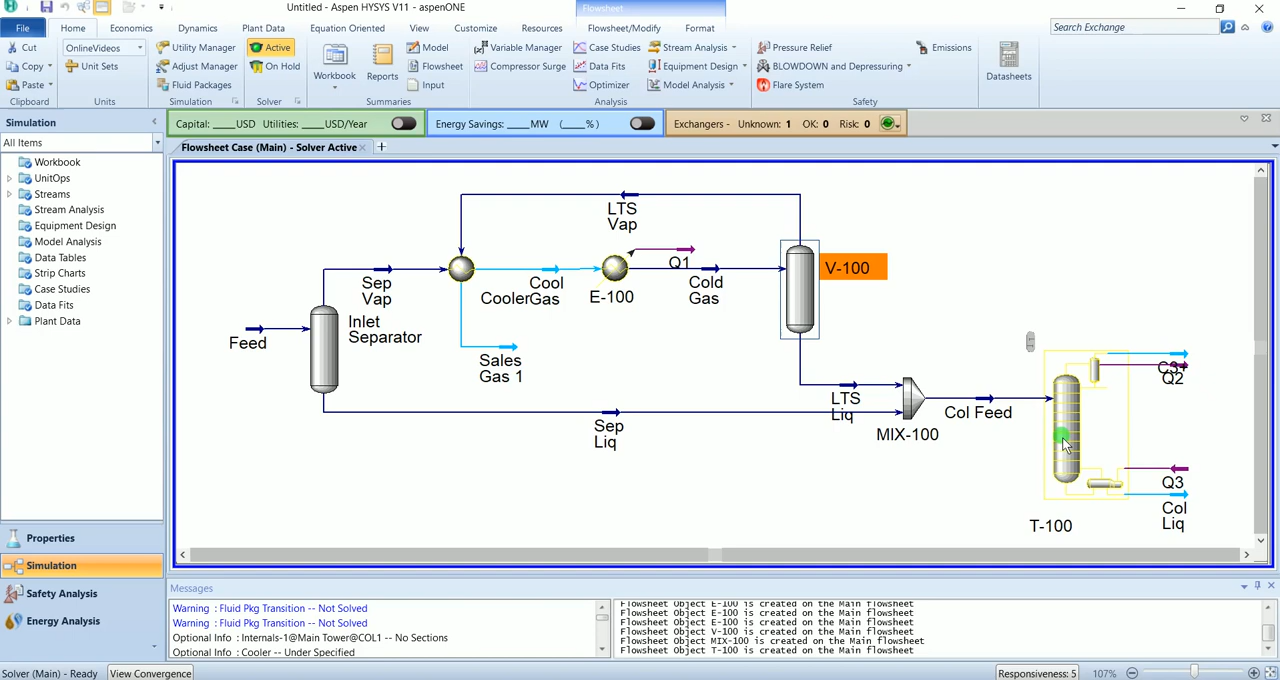 Untitled - Aspen HYSYS V11 - aspenONE
Flowsheet
File Home Economics Dynamics Plant Data Equation Oriented View Customize Resources Flowsheet/Modify Format
Search Exchange
Cut OnlineVideos Utility Manager Active Model Variable Manager Case Studies Stream Analysis Pressure Relief Emissions
Copy Unit Sets Adjust Manager On Hold Workbook Reports Flowsheet Compressor Surge Data Fits Equipment Design BLOWDOWN and Depressuring Datasheets
Paste Fluid Packages Input Optimizer Model Analysis Flare System
Clipboard Units Simulation Solver Summaries Analysis Safety
Simulation
Capital: ____USD Utilities: ____USD/Year
Energy Savings: ____MW (____%)
Exchangers - Unknown: 1 OK: 0 Risk: 0
All Items
Flowsheet Case (Main) - Solver Active
Workbook
UnitOps
Streams
Stream Analysis
Equipment Design
Model Analysis
Data Tables
Strip Charts
Case Studies
Data Fits
Plant Data
LTS
Vap
Sep
Vap
Cooler
Cool
Gas
E-100
Q1
Cold
Gas
V-100
Feed
Inlet
Separator
Sales
Gas 1
LTS
Liq
Sep
Liq
MIX-100
Col Feed
C3+
Q2
Q3
Col
Liq
T-100
Properties
Simulation
Safety Analysis
Energy Analysis
Messages
Warning : Fluid Pkg Transition -- Not Solved
Warning : Fluid Pkg Transition -- Not Solved
Optional Info : Internals-1@Main Tower@COL1 -- No Sections
Optional Info : Cooler -- Under Specified
Flowsheet Object E-100 is created on the Main flowsheet
Flowsheet Object E-100 is created on the Main flowsheet
Flowsheet Object V-100 is created on the Main flowsheet
Flowsheet Object MIX-100 is created on the Main flowsheet
Flowsheet Object T-100 is created on the Main flowsheet
Solver (Main) - Ready View Convergence Responsiveness: 5 107%